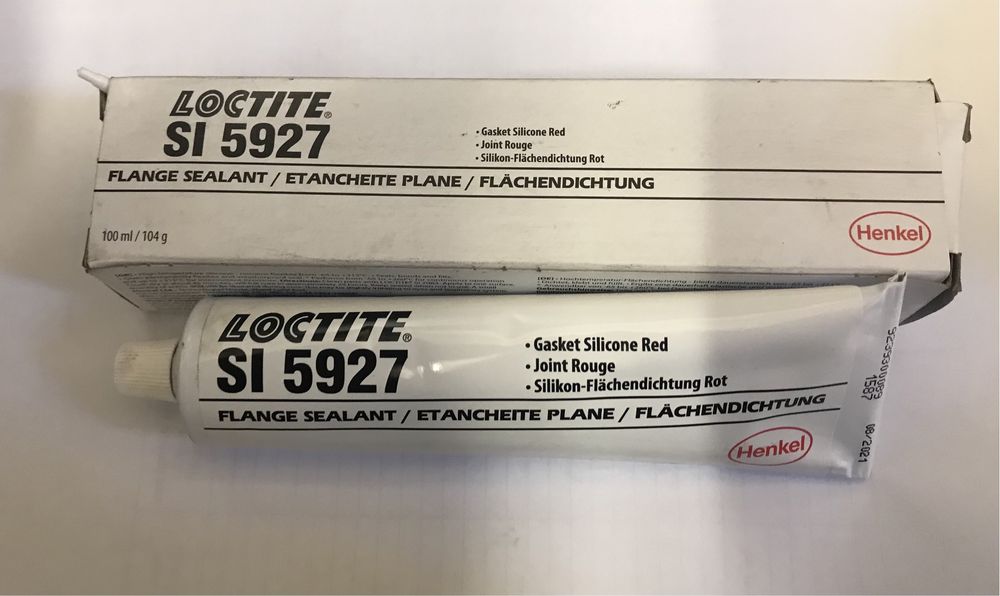 LOCTITE®
SI 5927
• Gasket Silicone Red
• Joint Rouge
• Silikon-Flächendichtung Rot
FLANGE SEALANT / ETANCHEITE PLANE / FLÄCHENDICHTUNG
100 ml / 104 g
Henkel
LOCTITE®
SI 5927
• Gasket Silicone Red
• Joint Rouge
• Silikon-Flächendichtung Rot
FLANGE SEALANT / ETANCHEITE PLANE / FLÄCHENDICHTUNG
Henkel
1587
08/2021